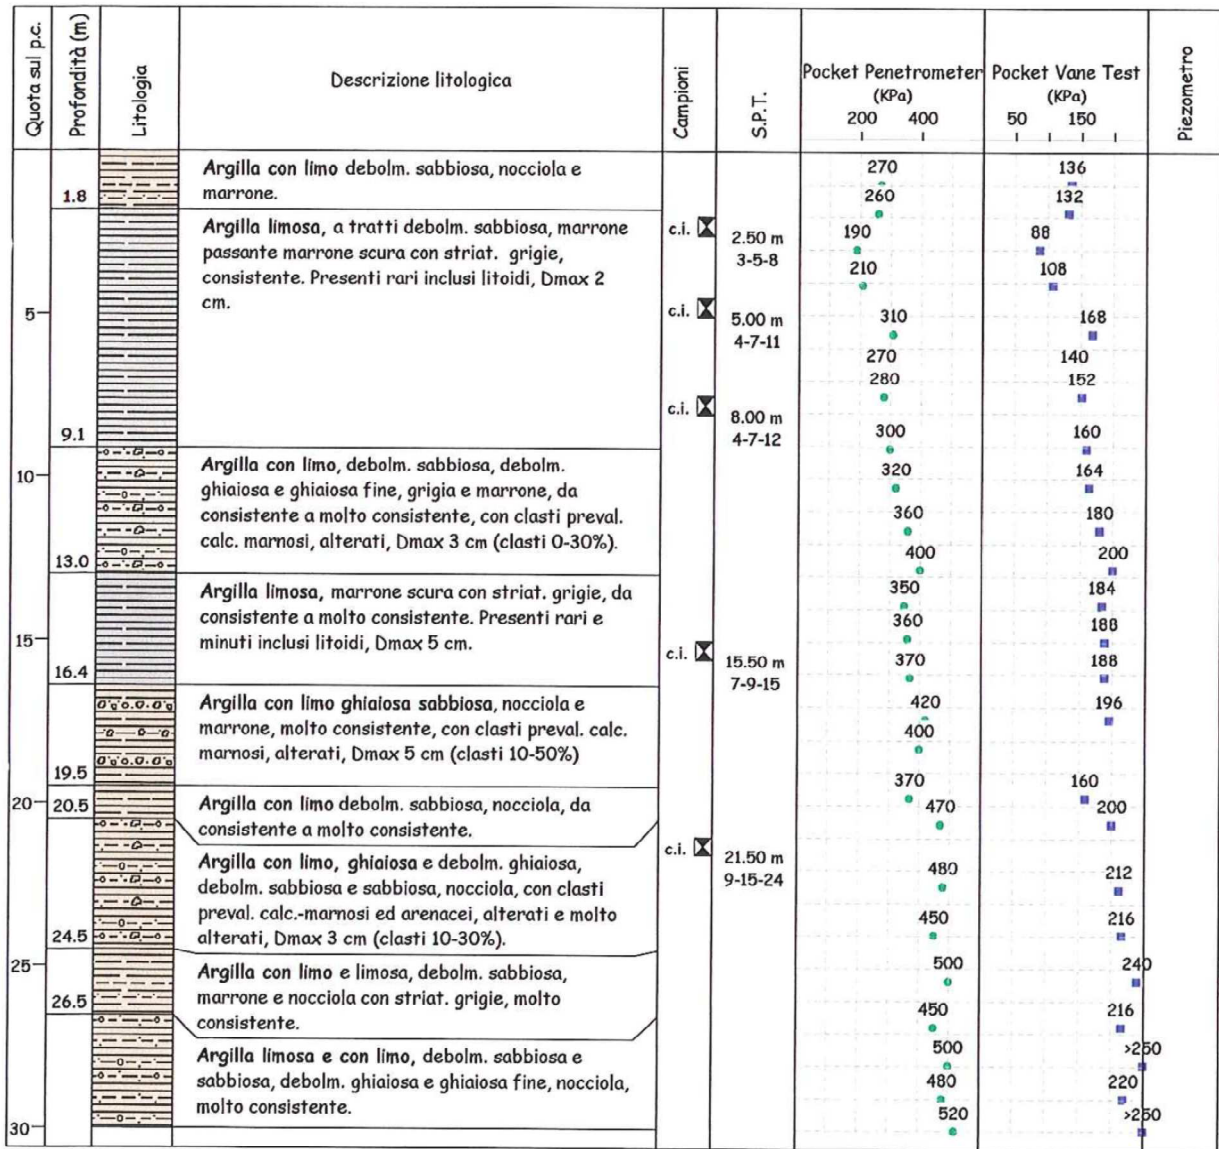 Quota sul p.c.
Profondità (m)
Litologia
Descrizione litologica
Campioni
S.P.T.
Pocket Penetrometer
(KPa)
200 400
Pocket Vane Test
(KPa)
50 150
Piezometro
Argilla con limo debolm. sabbiosa, nocciola e
marrone.
1.8
Argilla limosa, a tratti debolm. sabbiosa, marrone
passante marrone scura con striat. grigie,
consistente. Presenti rari inclusi litoidi, Dmax 2
cm.
5
9.1
Argilla con limo, debolm. sabbiosa, debolm.
ghiaiosa e ghiaiosa fine, grigia e marrone, da
consistente a molto consistente, con clasti preval.
calc. marnosi, alterati, Dmax 3 cm (clasti 0-30%).
10
13.0
Argilla limosa, marrone scura con striat. grigie, da
consistente a molto consistente. Presenti rari e
minuti inclusi litoidi, Dmax 5 cm.
15
16.4
Argilla con limo ghiaiosa sabbiosa, nocciola e
marrone, molto consistente, con clasti preval. calc.
marnosi, alterati, Dmax 5 cm (clasti 10-50%)
19.5
20
20.5
Argilla con limo debolm. sabbiosa, nocciola, da
consistente a molto consistente.
Argilla con limo, ghiaiosa e debolm. ghiaiosa,
debolm. sabbiosa e sabbiosa, nocciola, con clasti
preval. calc.-marnosi ed arenacei, alterati e molto
alterati, Dmax 3 cm (clasti 10-30%).
24.5
25
Argilla con limo e limosa, debolm. sabbiosa,
marrone e nocciola con striat. grigie, molto
consistente.
26.5
Argilla limosa e con limo, debolm. sabbiosa e
sabbiosa, debolm. ghiaiosa e ghiaiosa fine, nocciola,
molto consistente.
30
c.i.
2.50 m
3-5-8
c.i.
5.00 m
4-7-11
c.i.
8.00 m
4-7-12
c.i.
15.50 m
7-9-15
c.i.
21.50 m
9-15-24
270 136
260 132
190 88
210 108
310 168
270 140
280 152
300 160
320 164
360 180
400 200
350 184
360 188
370 188
420 196
400
370 160
470 200
480 212
450 216
500 240
450 216
500 >250
480 220
520 >250